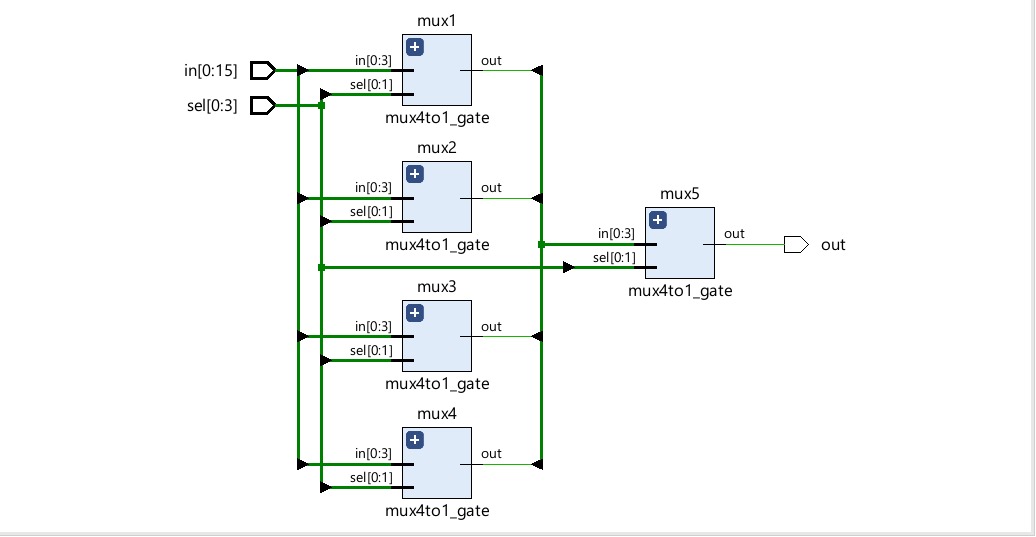 mux1
in[0:15]
in[0:3]
out
sel[0:3]
sel[0:1]
mux4to1_gate
mux2
in[0:3]
out
sel[0:1]
mux4to1_gate
mux5
in[0:3]
out
out
sel[0:1]
mux4to1_gate
mux3
in[0:3]
out
sel[0:1]
mux4to1_gate
mux4
in[0:3]
out
sel[0:1]
mux4to1_gate